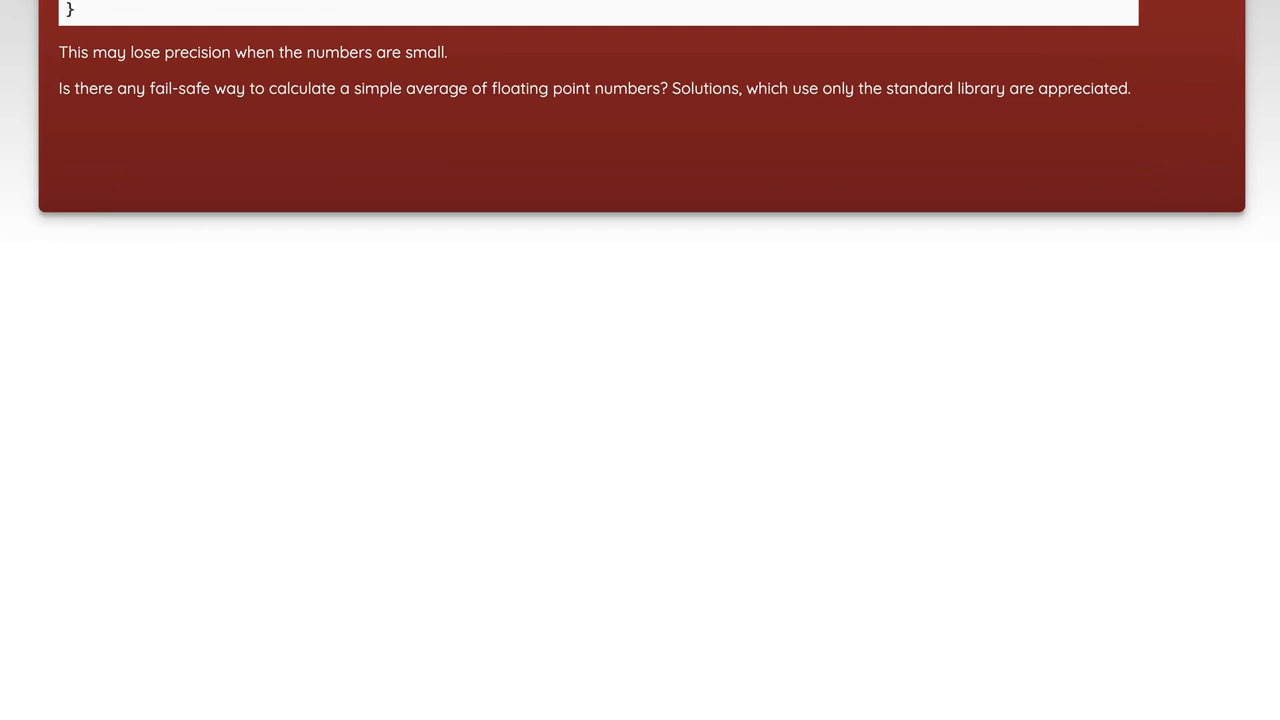 }
This may lose precision when the numbers are small.
Is there any fail-safe way to calculate a simple average of floating point numbers? Solutions, which use only the standard library are appreciated.